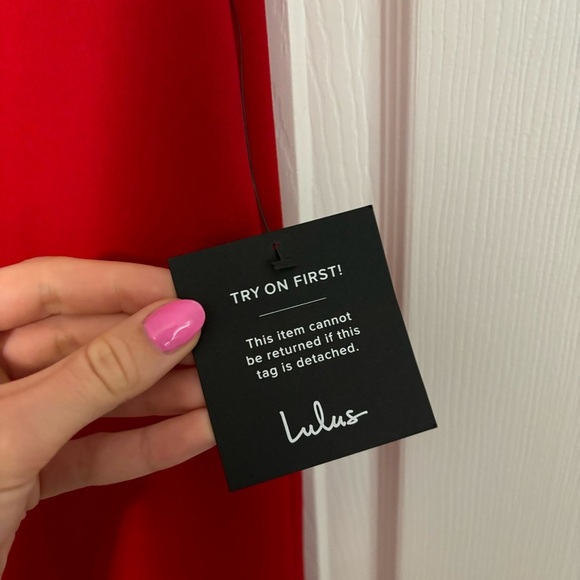 TRY ON FIRST!
This item cannot
be returned if this
tag is detached.
Lulus